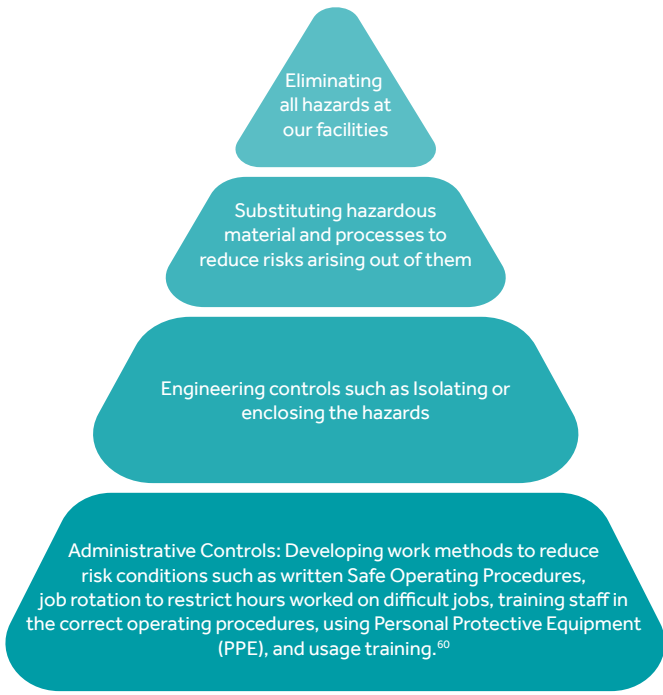 Eliminating
all hazards at
our facilities
Substituting hazardous
material and processes to
reduce risks arising out of them
Engineering controls such as Isolating or
enclosing the hazards
Administrative Controls: Developing work methods to reduce
risk conditions such as written Safe Operating Procedures,
job rotation to restrict hours worked on difficult jobs, training staff in
the correct operating procedures, using Personal Protective Equipment
(PPE), and usage training.⁶⁰